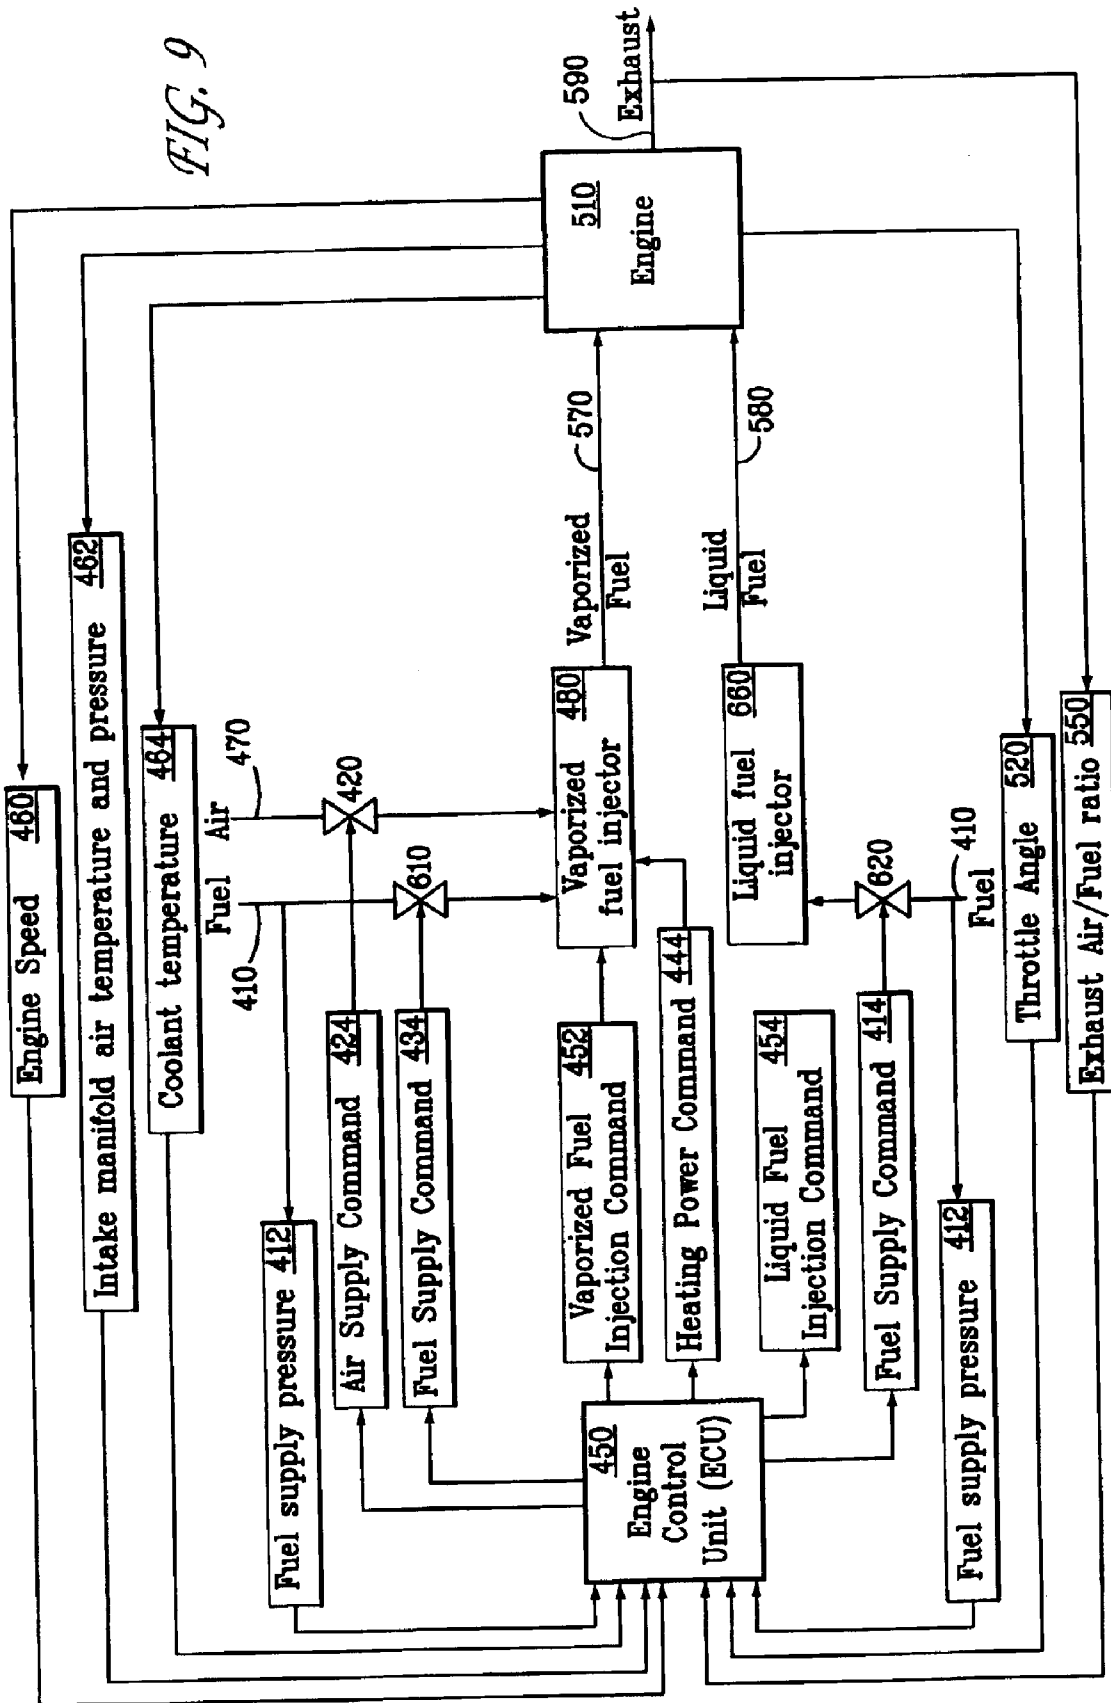 FIG. 9
Engine Speed 460
Intake manifold air temperature and pressure 462
Coolant temperature 464
Fuel
Air
410
470
Fuel supply pressure 412
Air Supply Command 424
420
Fuel Supply Command 434
610
450
Engine
Control
Unit (ECU)
Vaporized Fuel 452
Injection Command
Heating Power Command 444
Vaporized 480
fuel injector
Vaporized
Fuel
570
510
Engine
590
Exhaust
Liquid Fuel 454
Injection Command
Liquid fuel 660
injector
Liquid
Fuel
580
Fuel Supply Command 414
620
410
Fuel
Fuel supply pressure 412
Throttle Angle 520
Exhaust Air/Fuel ratio 550